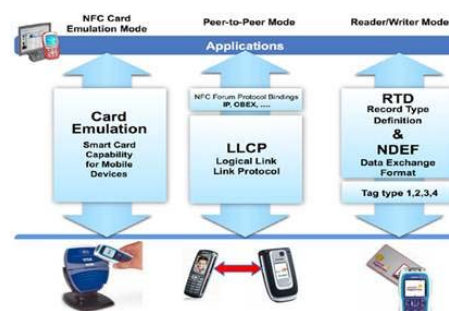 NFC Card
Emulation Mode
Peer-to-Peer Mode
Reader/Writer Mode
Applications
Card
Emulation
Smart Card
Capability
for Mobile
Devices
NFC Forum Protocol Bindings
IP, OBEX, ....
LLCP
Logical Link
Link Protocol
RTD
Record Type
Definition
&
NDEF
Data Exchange
Format
Tag type 1,2,3,4